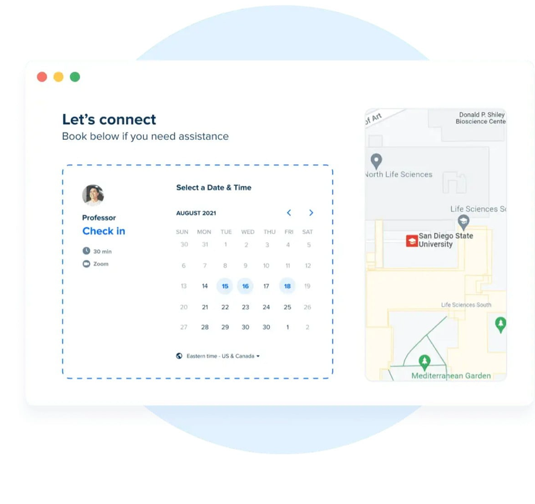 Let's connect
Book below if you need assistance
Professor
Check in
30 min
Zoom
Select a Date & Time
AUGUST 2021
SUN MON TUE WED THU FRI SAT
30 31 1 2 3 4 5
6 7 8 9 10 11 12
13 14 15 16 17 18 19
20 21 22 23 24 25 26
27 28 29 30 30 1 2
Eastern time - US & Canada
of Art
Donald P. Shiley
Bioscience Cente
North Life Sciences
Life Sciences So
San Diego State
University
Life Sciences South
Mediterranean Garden